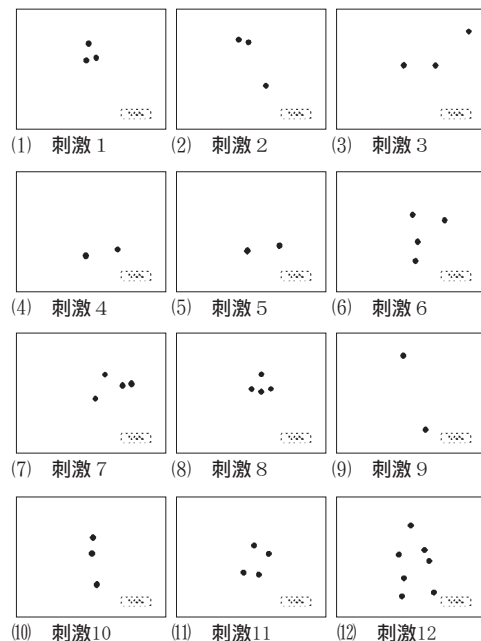 (1) 刺激1 (2) 刺激2 (3) 刺激3
(4) 刺激4 (5) 刺激5 (6) 刺激6
(7) 刺激7 (8) 刺激8 (9) 刺激9
(10) 刺激10 (11) 刺激11 (12) 刺激12